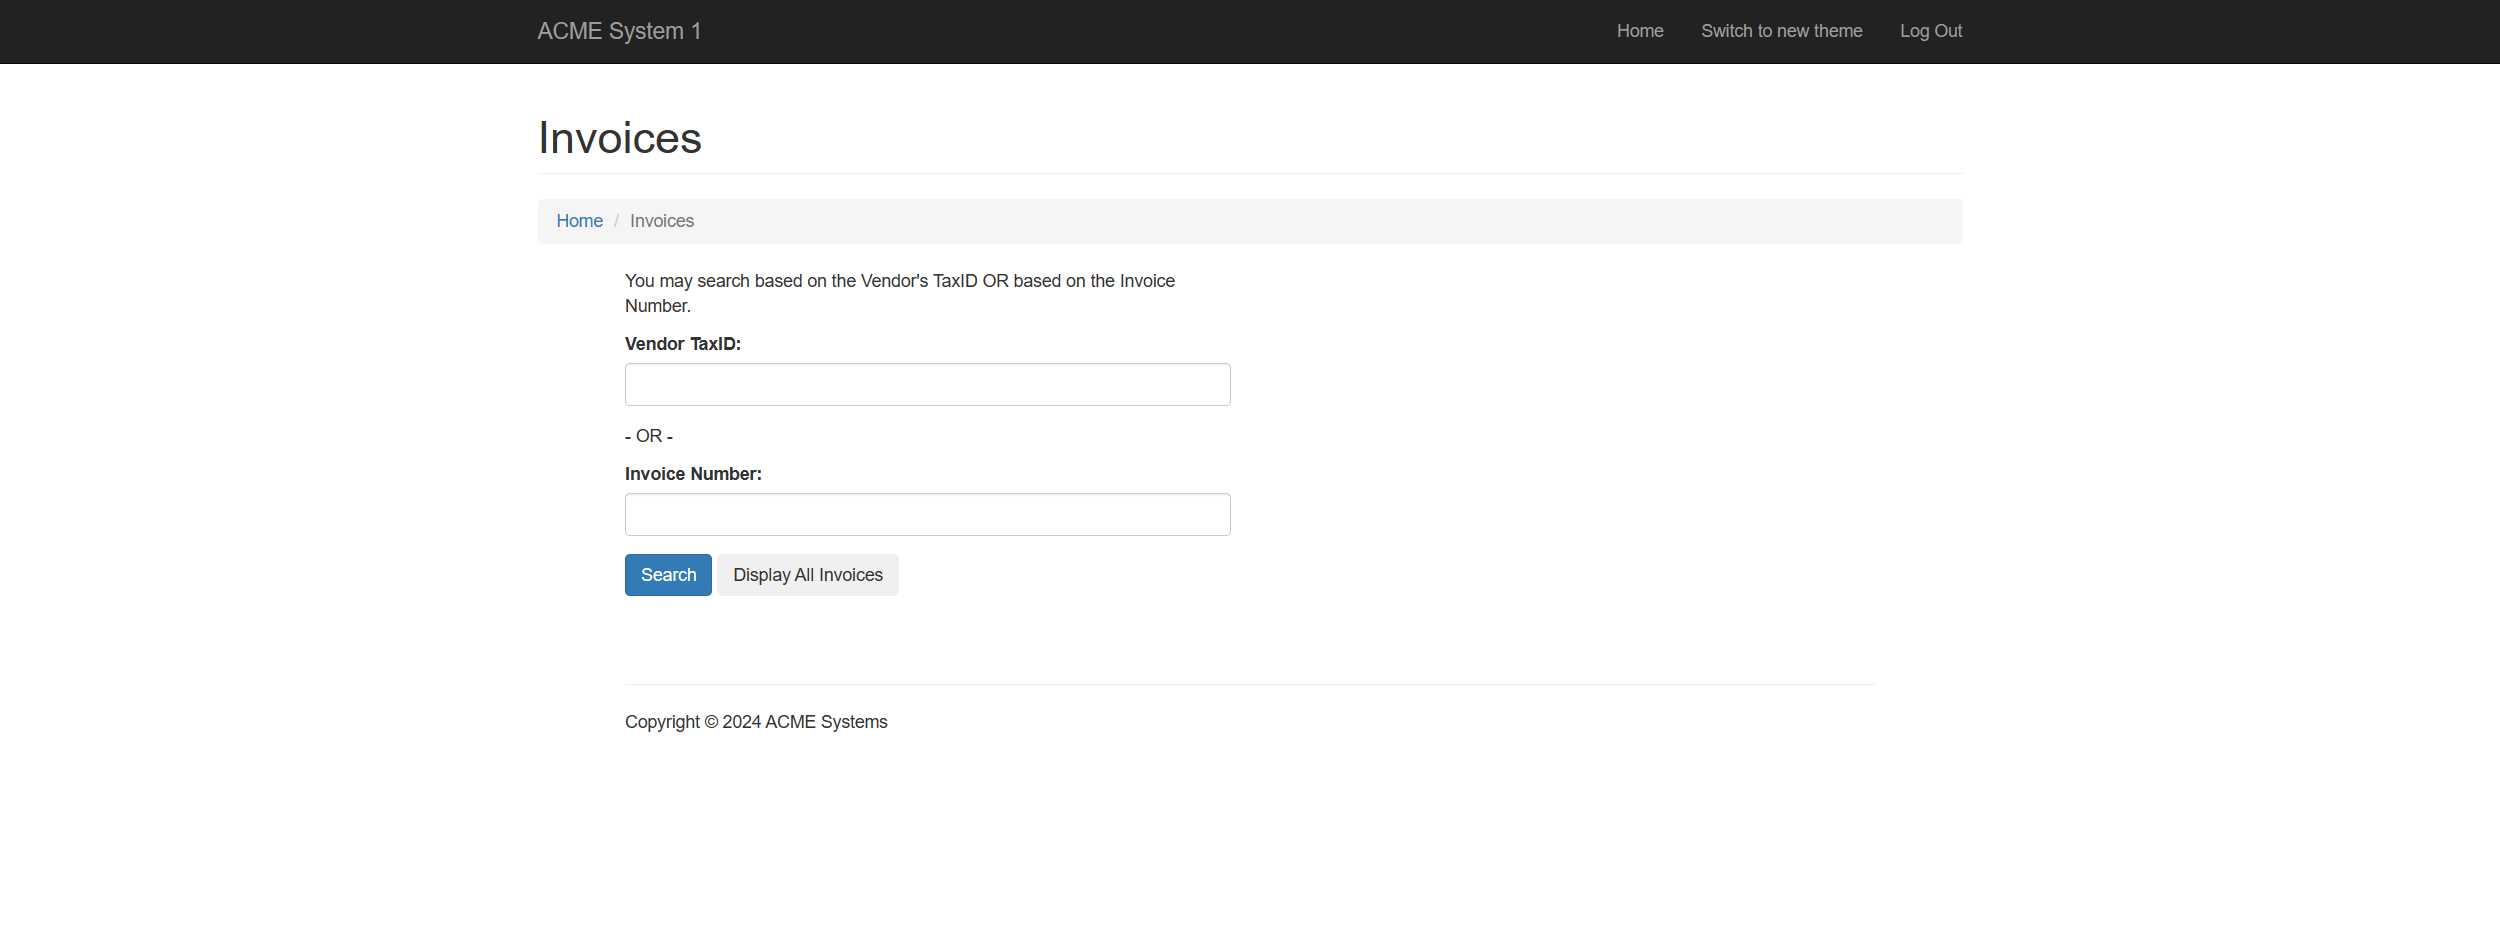 ACME System 1
Home
Switch to new theme
Log Out
Invoices
Home / Invoices
You may search based on the Vendor's TaxID OR based on the Invoice
Number.
Vendor TaxID:
- OR -
Invoice Number:
Search
Display All Invoices
Copyright © 2024 ACME Systems